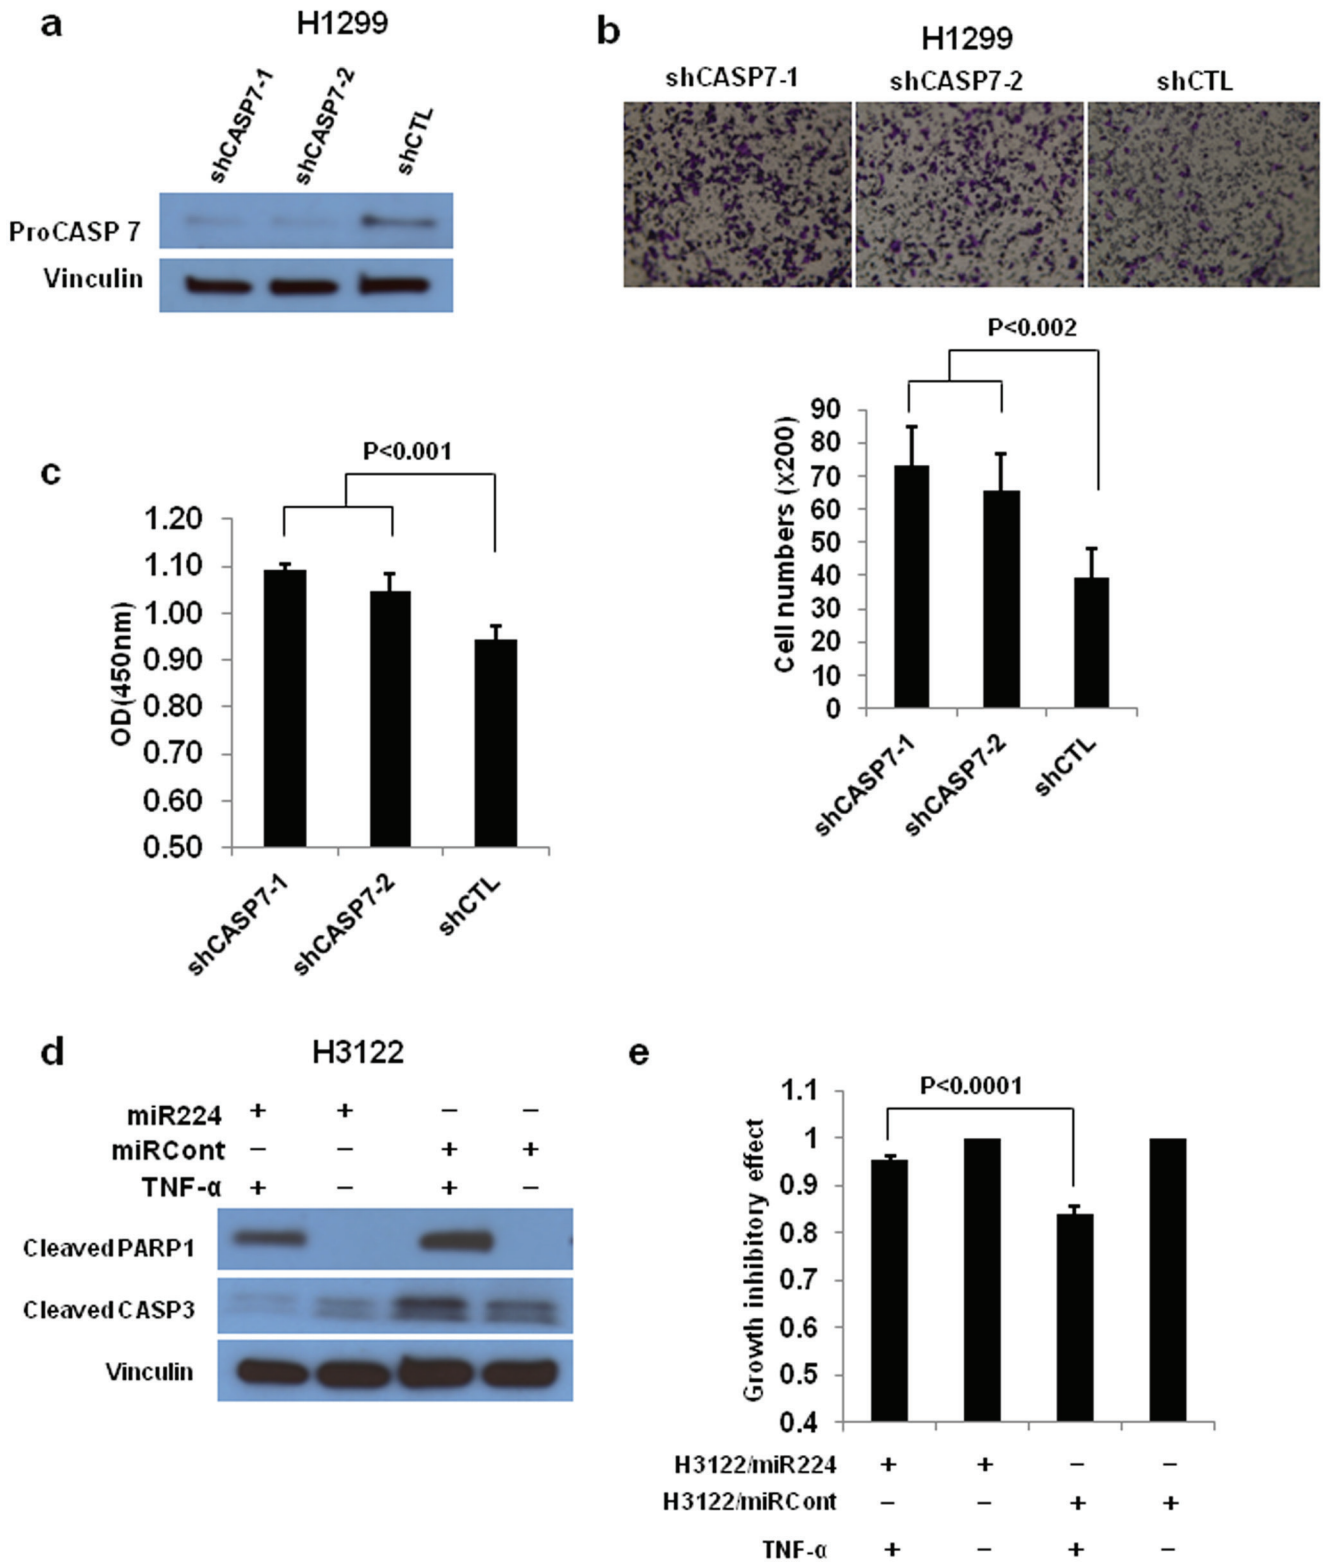 a
H1299
shCASP7-1
shCASP7-2
shCTL
ProCASP 7
Vinculin
b
H1299
shCASP7-1 shCASP7-2 shCTL
P<0.002
90
80
70
60
50
40
30
20
10
0
Cell numbers (x200)
shCASP7-1
shCASP7-2
shCTL
c
P<0.001
1.20
1.10
1.00
0.90
0.80
0.70
0.60
0.50
OD(450nm)
shCASP7-1
shCASP7-2
shCTL
d
H3122
miR224 + + − −
miRCont − − + +
TNF-α + − + −
Cleaved PARP1
Cleaved CASP3
Vinculin
e
P<0.0001
1.1
1
0.9
0.8
0.7
0.6
0.5
0.4
Growth inhibitory effect
H3122/miR224 + + − −
H3122/miRCont − − + +
TNF-α + − + −